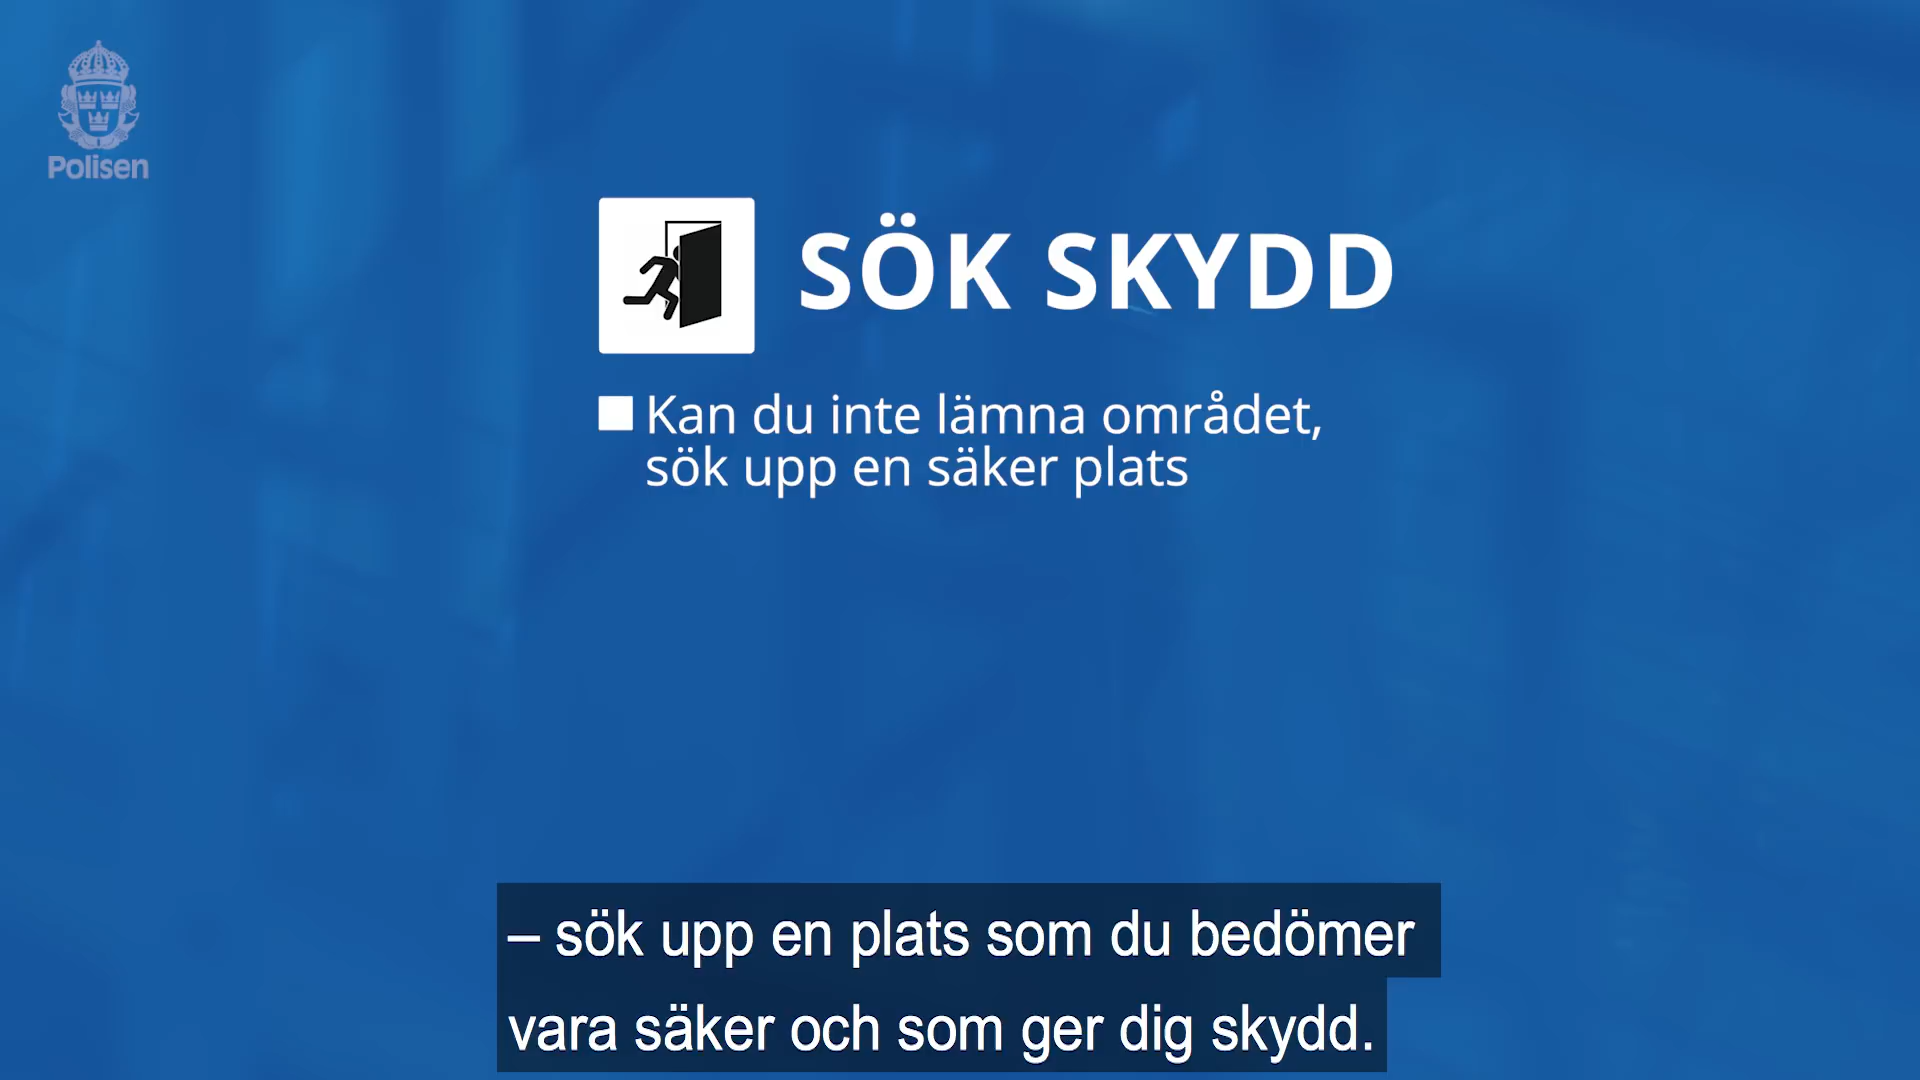 Polisen
SÖK SKYDD
Kan du inte lämna området,
sök upp en säker plats
– sök upp en plats som du bedömer
vara säker och som ger dig skydd.